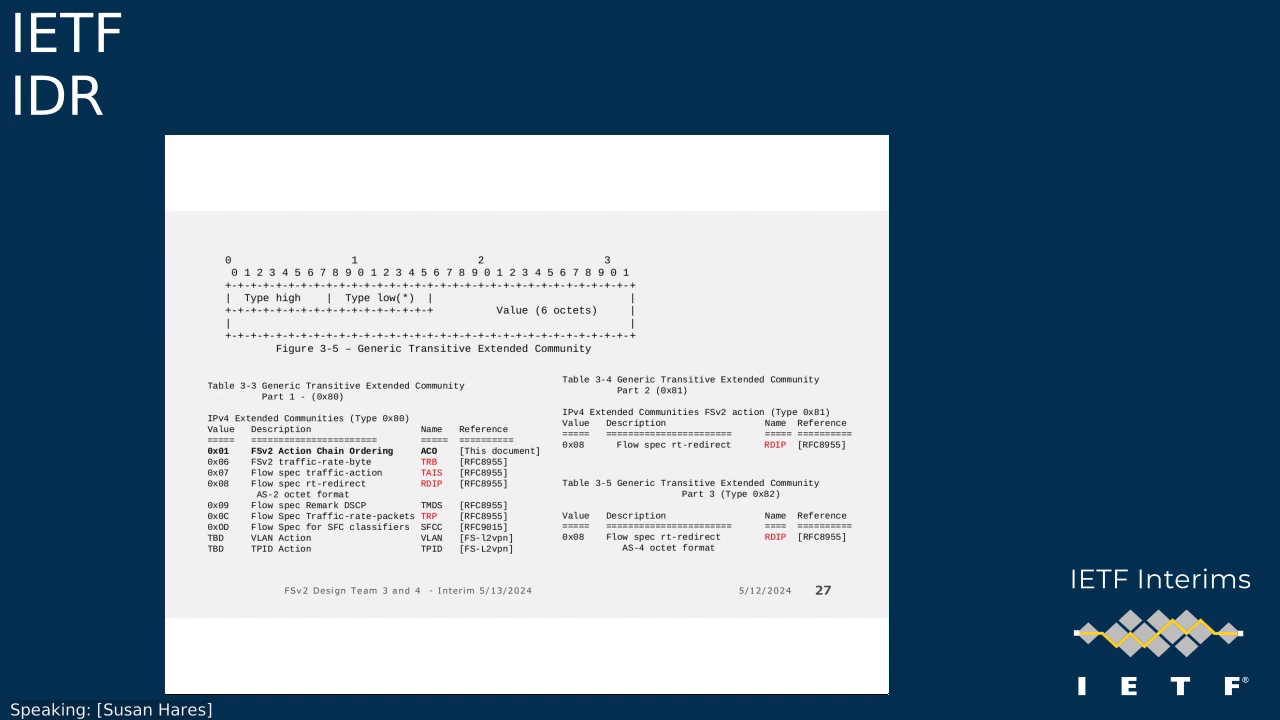 IETF
IDR
0                   1                   2                   3
 0 1 2 3 4 5 6 7 8 9 0 1 2 3 4 5 6 7 8 9 0 1 2 3 4 5 6 7 8 9 0 1
+-+-+-+-+-+-+-+-+-+-+-+-+-+-+-+-+-+-+-+-+-+-+-+-+-+-+-+-+-+-+-+-+
|  Type high    |  Type low(*)  |                               |
+-+-+-+-+-+-+-+-+-+-+-+-+-+-+-+-+          Value (6 octets)     |
|                                                               |
+-+-+-+-+-+-+-+-+-+-+-+-+-+-+-+-+-+-+-+-+-+-+-+-+-+-+-+-+-+-+-+-+
Figure 3-5 – Generic Transitive Extended Community
Table 3-3 Generic Transitive Extended Community
Part 1 - (0x80)
IPv4 Extended Communities (Type 0x80)
Value Description Name Reference
===== ======================= ===== ==========
0x01 FSv2 Action Chain Ordering ACO [This document]
0x06 FSv2 traffic-rate-byte TRB [RFC8955]
0x07 Flow spec traffic-action TAIS [RFC8955]
0x08 Flow spec rt-redirect RDIP [RFC8955]
AS-2 octet format
0x09 Flow spec Remark DSCP TMDS [RFC8955]
0x0C Flow Spec Traffic-rate-packets TRP [RFC8955]
0xOD Flow Spec for SFC classifiers SFCC [RFC9015]
TBD VLAN Action VLAN [FS-l2vpn]
TBD TPID Action TPID [FS-L2vpn]
Table 3-4 Generic Transitive Extended Community
Part 2 (0x81)
IPv4 Extended Communities FSv2 action (Type 0x81)
Value Description Name Reference
===== ======================= ===== ==========
0x08 Flow spec rt-redirect RDIP [RFC8955]
Table 3-5 Generic Transitive Extended Community
Part 3 (Type 0x82)
Value Description Name Reference
===== ======================= ==== ==========
0x08 Flow spec rt-redirect RDIP [RFC8955]
AS-4 octet format
FSv2 Design Team 3 and 4 - Interim 5/13/2024 5/12/2024 27
IETF Interims
I E T F®
Speaking: [Susan Hares]